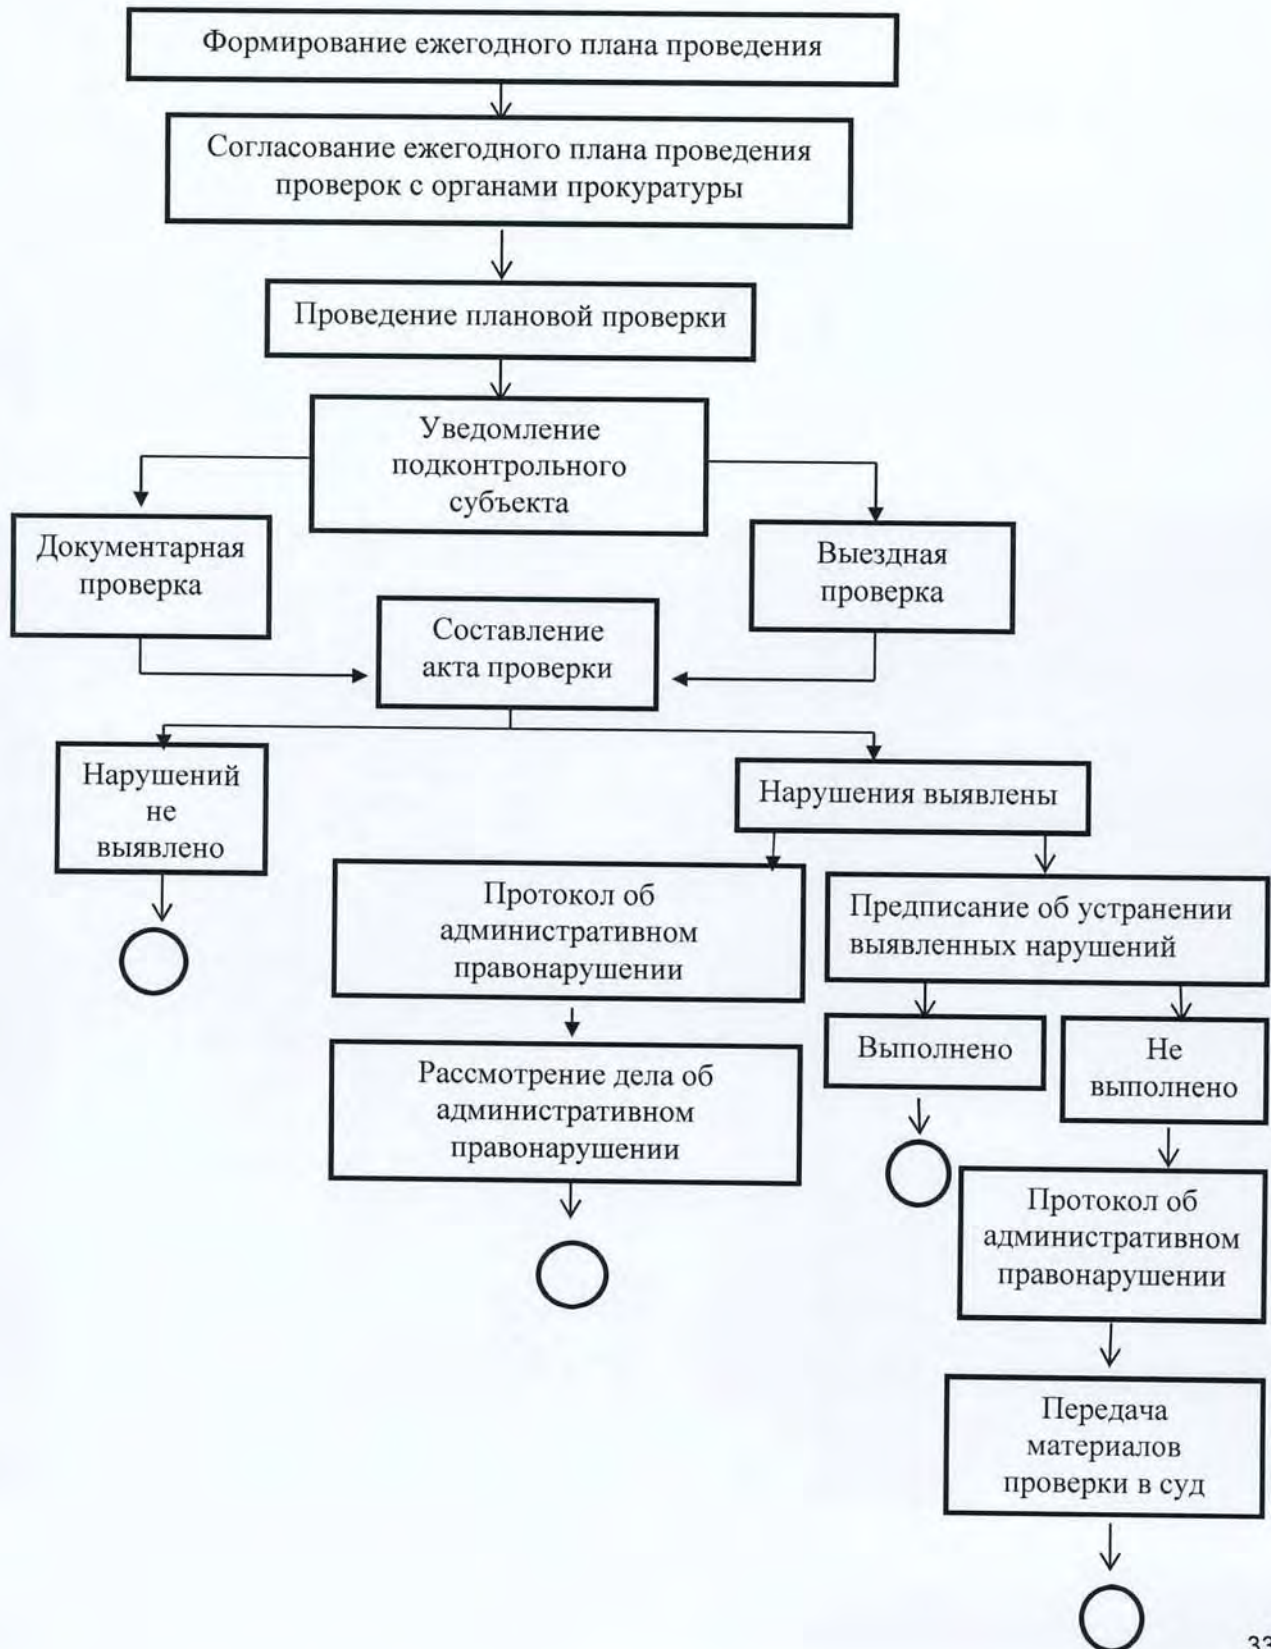 Формирование ежегодного плана проведения
Согласование ежегодного плана проведения
проверок с органами прокуратуры
Проведение плановой проверки
Уведомление
подконтрольного
субъекта
Документарная
проверка
Выездная
проверка
Составление
акта проверки
Нарушений
не
выявлено
Нарушения выявлены
Протокол об
административном
правонарушении
Предписание об устранении
выявленных нарушений
Выполнено
Не
выполнено
Рассмотрение дела об
административном
правонарушении
Протокол об
административном
правонарушении
Передача
материалов
проверки в суд
33